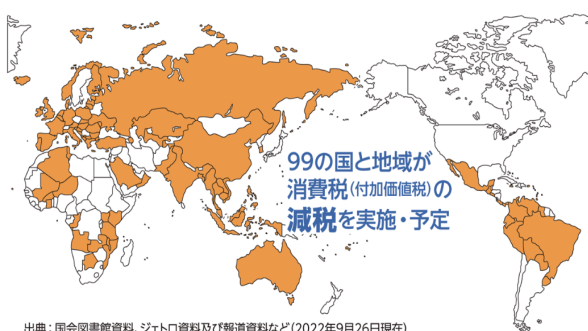 99の国と地域が
消費税(付加価値税)の
減税を実施・予定
出典:国会図書館資料、ジェトロ資料及び報道資料など(2022年9月26日現在)